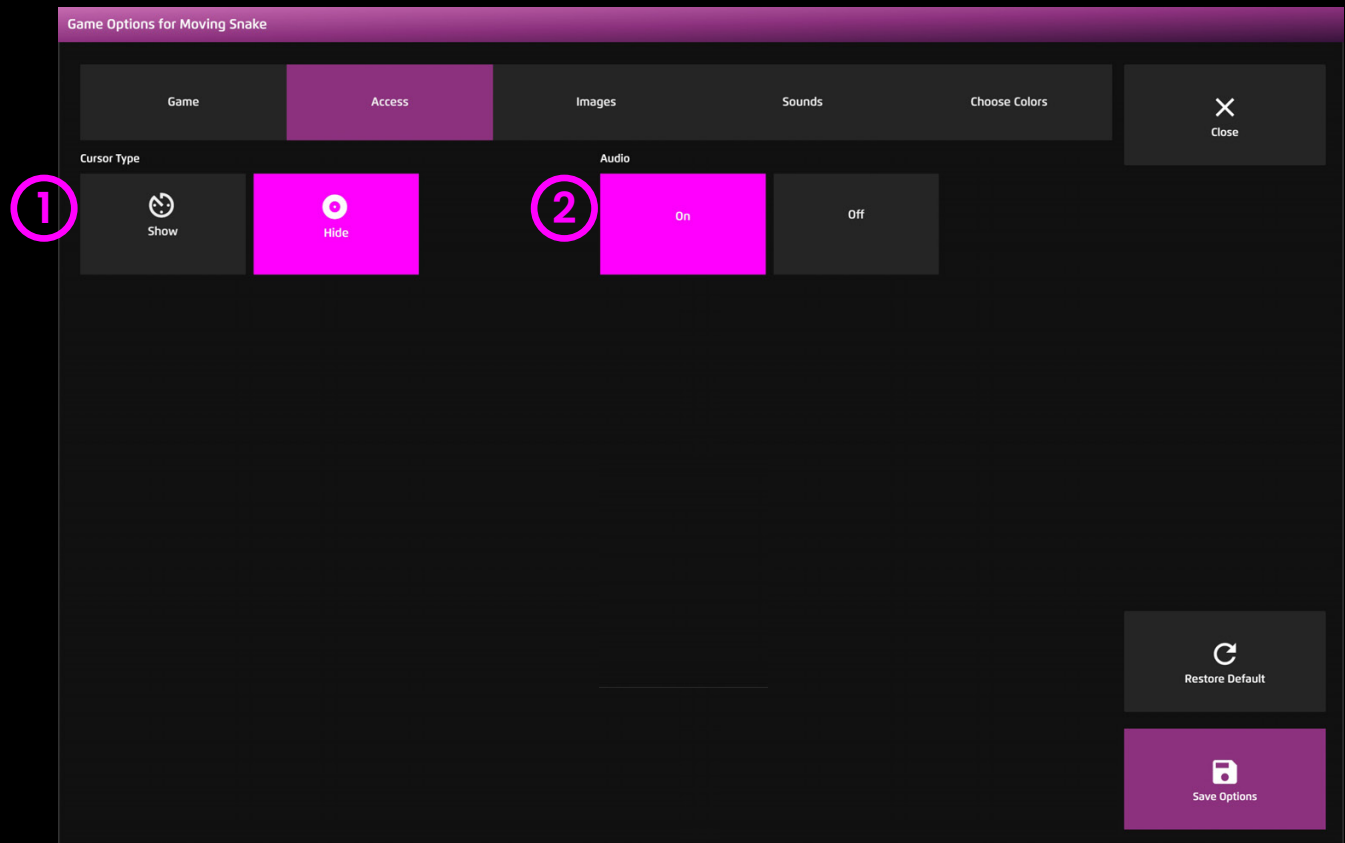 Game Options for Moving Snake
Game Access Images Sounds Choose Colors
Close
Cursor Type Audio
1 Show Hide 2 On Off
Restore Default
Save Options